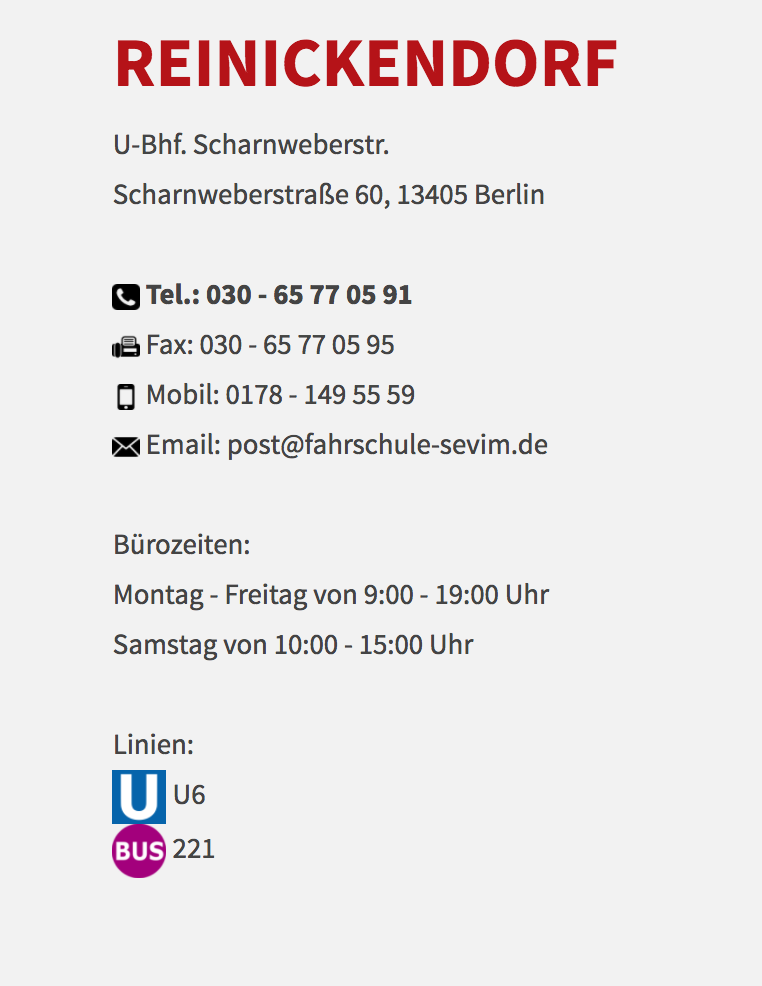 REINICKENDORF
U-Bhf. Scharnweberstr.
Scharnweberstraße 60, 13405 Berlin
Tel.: 030 - 65 77 05 91
Fax: 030 - 65 77 05 95
Mobil: 0178 - 149 55 59
Email: post@fahrschule-sevim.de
Bürozeiten:
Montag - Freitag von 9:00 - 19:00 Uhr
Samstag von 10:00 - 15:00 Uhr
Linien:
U U6
BUS 221